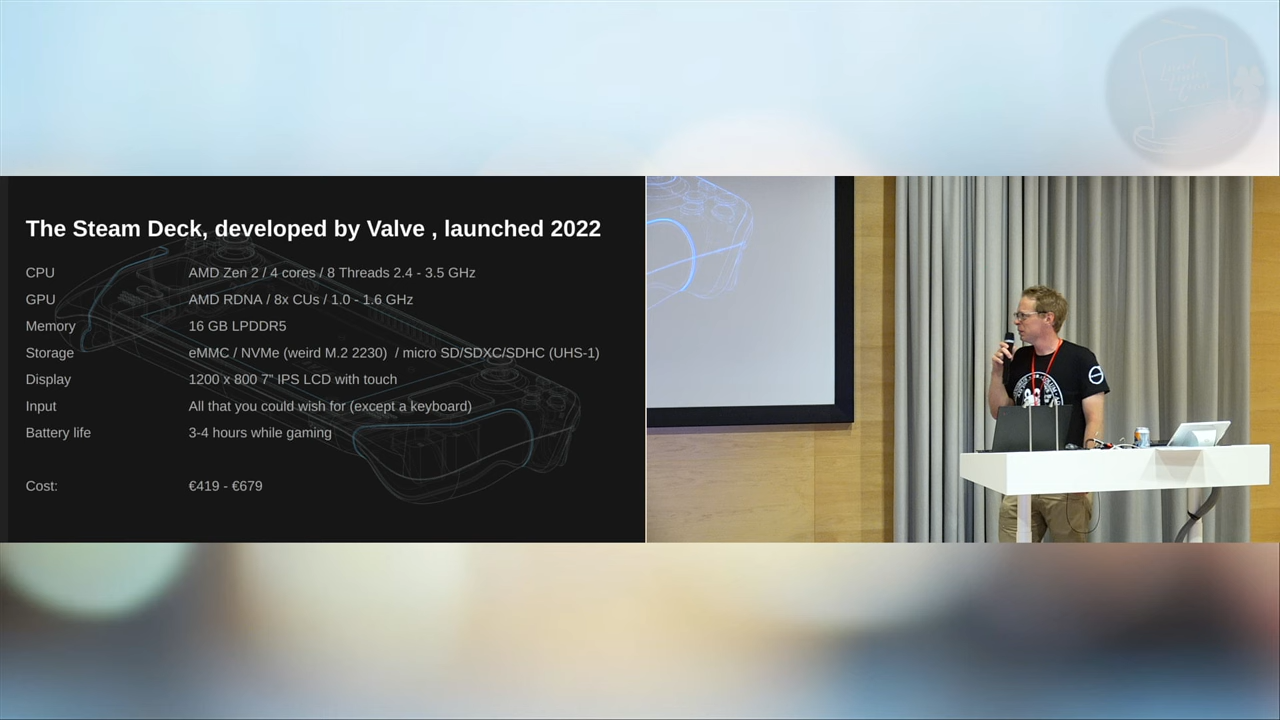 The Steam Deck, developed by Valve , launched 2022
CPU AMD Zen 2 / 4 cores / 8 Threads 2.4 - 3.5 GHz
GPU AMD RDNA / 8x CUs / 1.0 - 1.6 GHz
Memory 16 GB LPDDR5
Storage eMMC / NVMe (weird M.2 2230) / micro SD/SDXC/SDHC (UHS-1)
Display 1200 x 800 7” IPS LCD with touch
Input All that you could wish for (except a keyboard)
Battery life 3-4 hours while gaming
Cost: €419 - €679